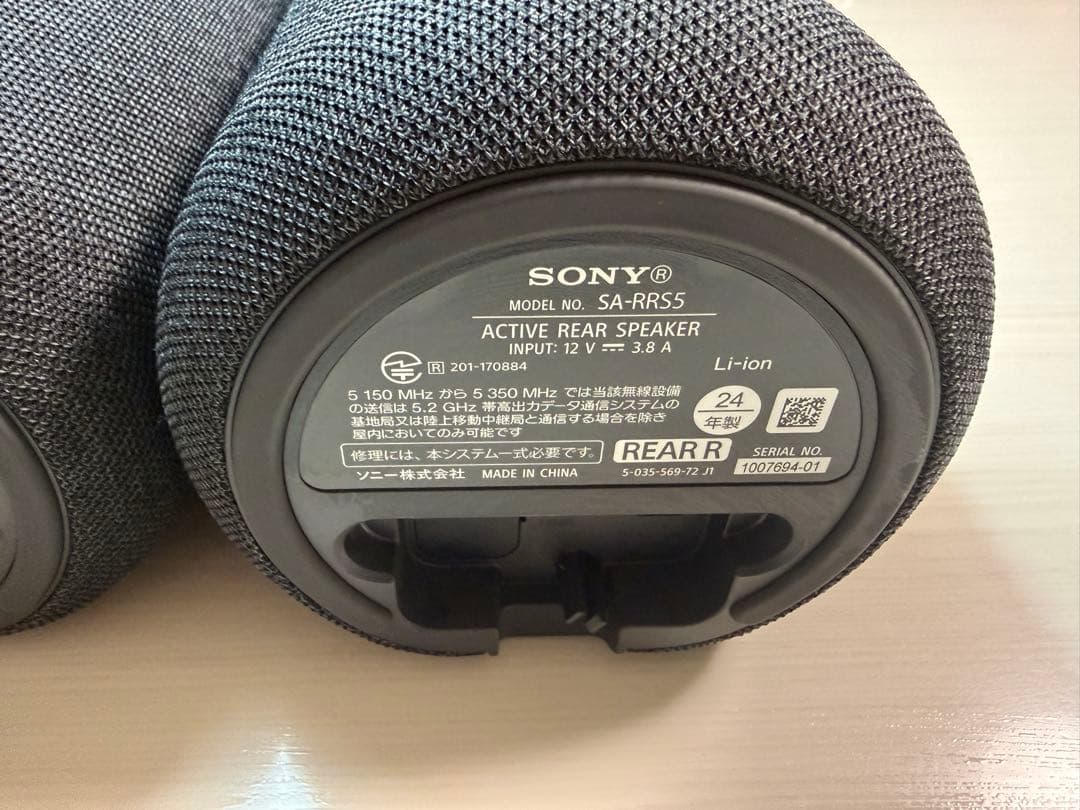 SONY®
MODEL NO. SA-RRS5
ACTIVE REAR SPEAKER
INPUT: 12 V ⎓ 3.8 A
R 201-170884
Li-ion
5 150 MHz から 5 350 MHz では当該無線設備
の送信は 5.2 GHz 帯高出力データ通信システムの
基地局又は陸上移動中継局と通信する場合を除き
屋内においてのみ可能です
24
年製
修理には、本システム一式必要です。
REAR R
SERIAL NO.
1007694-01
ソニー株式会社 MADE IN CHINA
5-035-569-72 J1